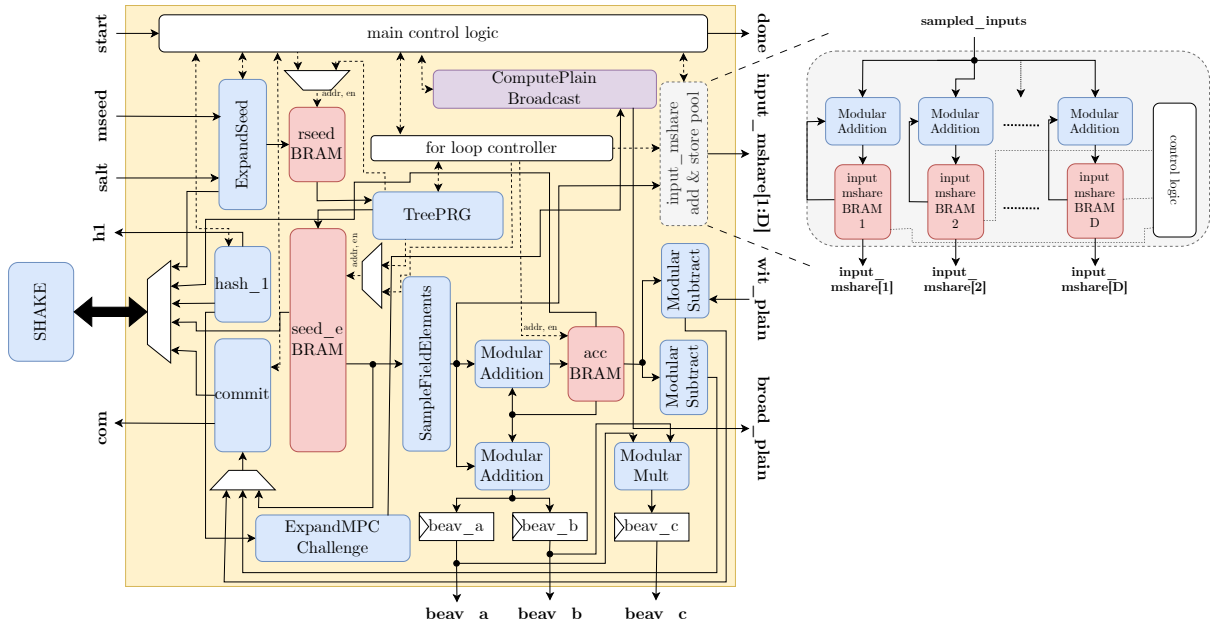 main control logic
start
done
mseed
salt
h1
com
SHAKE
ExpandSeed
addr, en
rseed
BRAM
ComputePlain
Broadcast
for loop controller
TreePRG
input_mshare
add & store pool
input_mshare[1:D]
hash_1
commit
seed_e
BRAM
addr, en
SampleFieldElements
Modular
Addition
addr, en
acc
BRAM
Modular
Subtract
wit_plain
Modular
Subtract
broad_plain
Modular
Addition
Modular
Mult
ExpandMPC
Challenge
beav_a
beav_b
beav_c
beav_a
beav_b
beav_c
sampled_inputs
Modular
Addition
Modular
Addition
Modular
Addition
input
mshare
BRAM
1
input
mshare
BRAM
2
input
mshare
BRAM
D
control logic
input_
mshare[1]
input_
mshare[2]
input_
mshare[D]